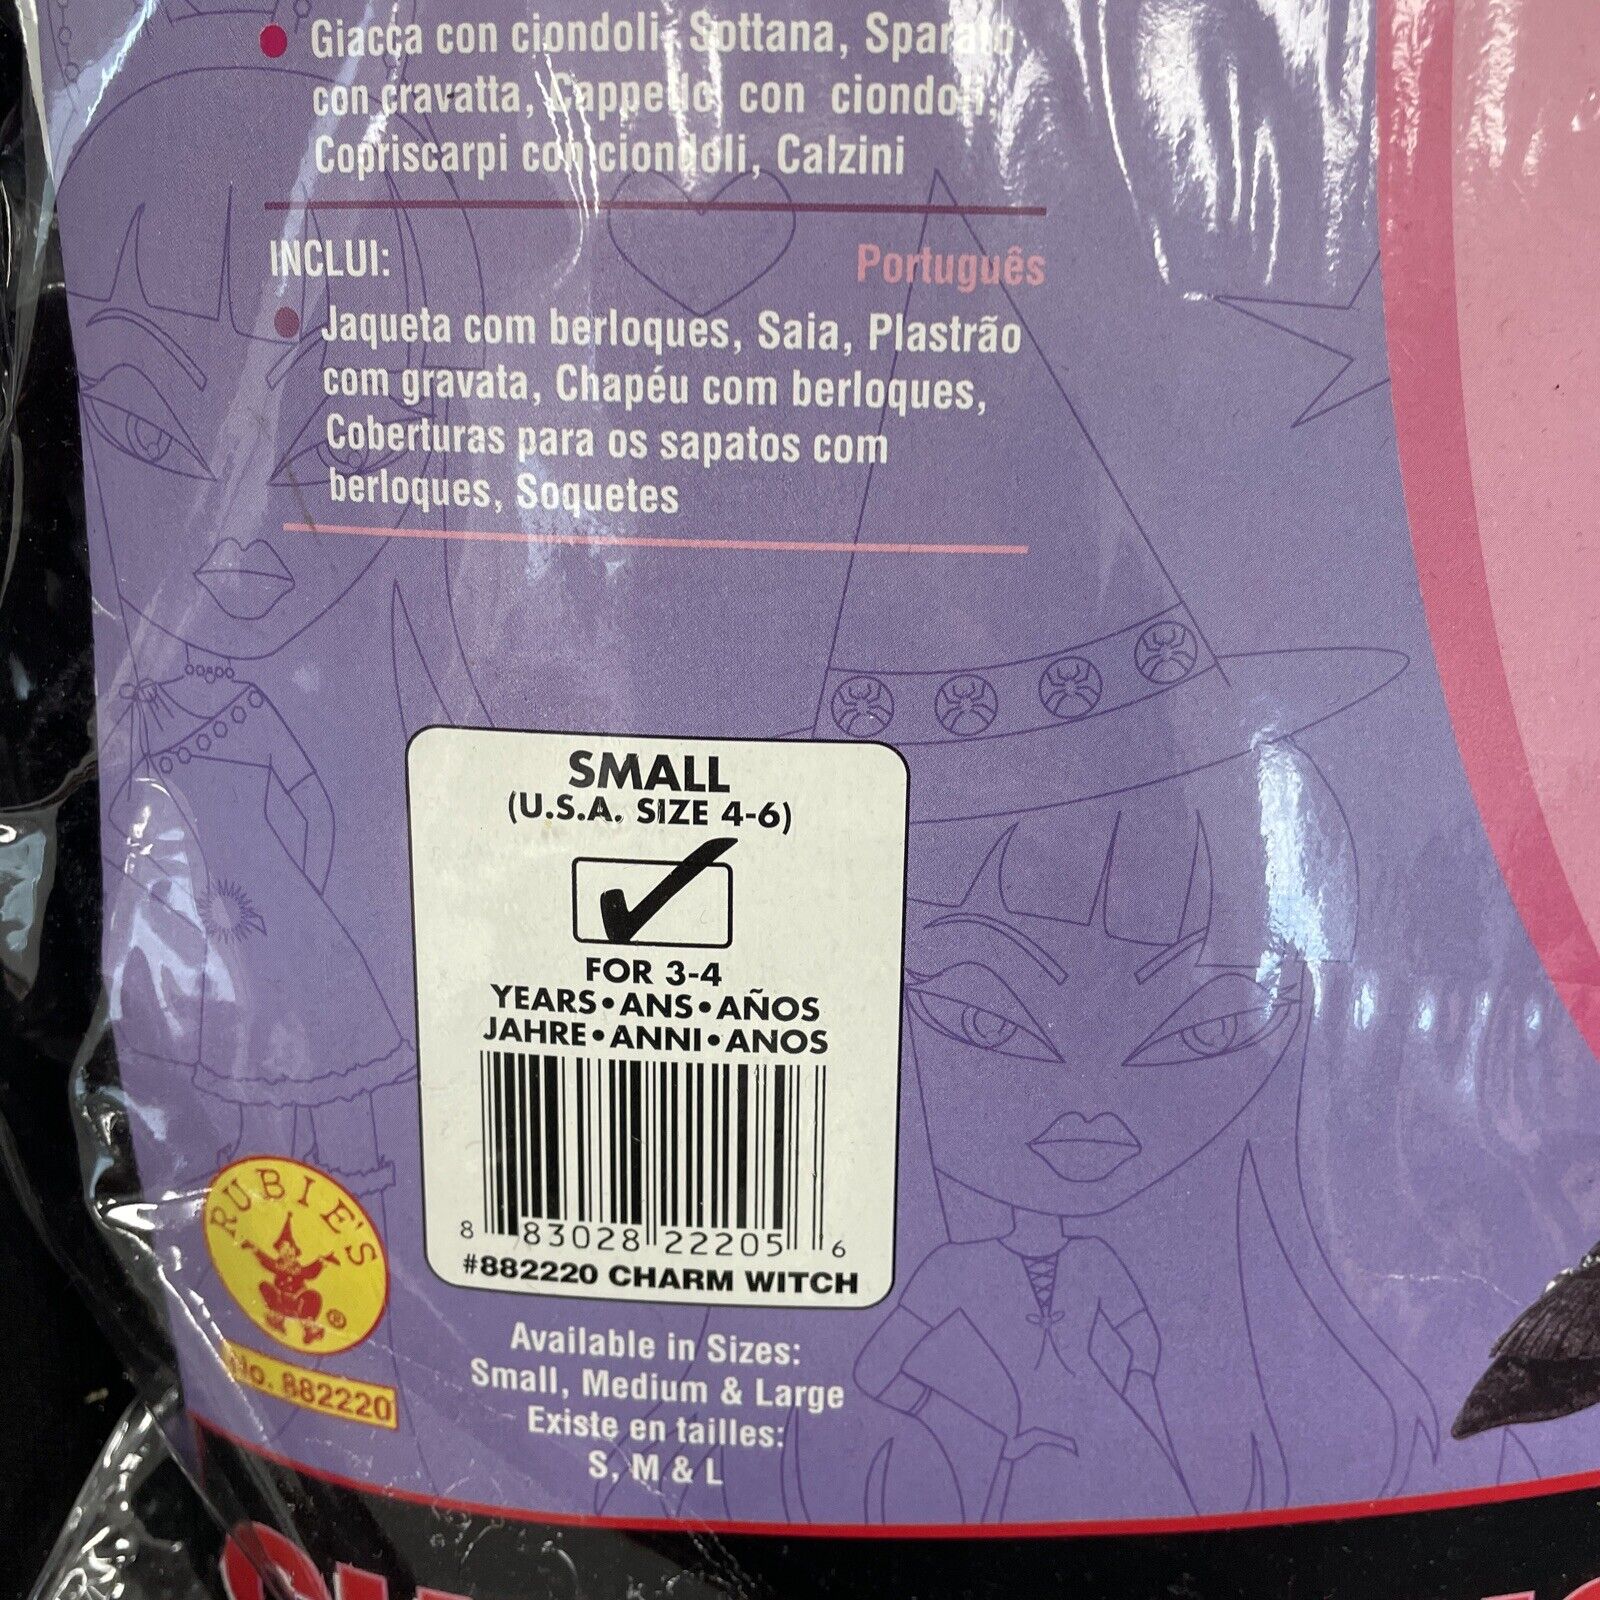 Giacca con ciondoli, Sottana, Sparato
con cravatta, Cappello con ciondoli,
Copriscarpi con ciondoli, Calzini
INCLUI: Português
Jaqueta com berloques, Saia, Plastrão
com gravata, Chapéu com berloques,
Coberturas para os sapatos com
berloques, Soquetes
SMALL
(U.S.A. SIZE 4-6)
FOR 3-4
YEARS•ANS•AÑOS
JAHRE•ANNI•ANOS
8 83028 22205 6
#882220 CHARM WITCH
RUBIE'S
®
No. 882220
Available in Sizes:
Small, Medium & Large
Existe en tailles:
S, M & L